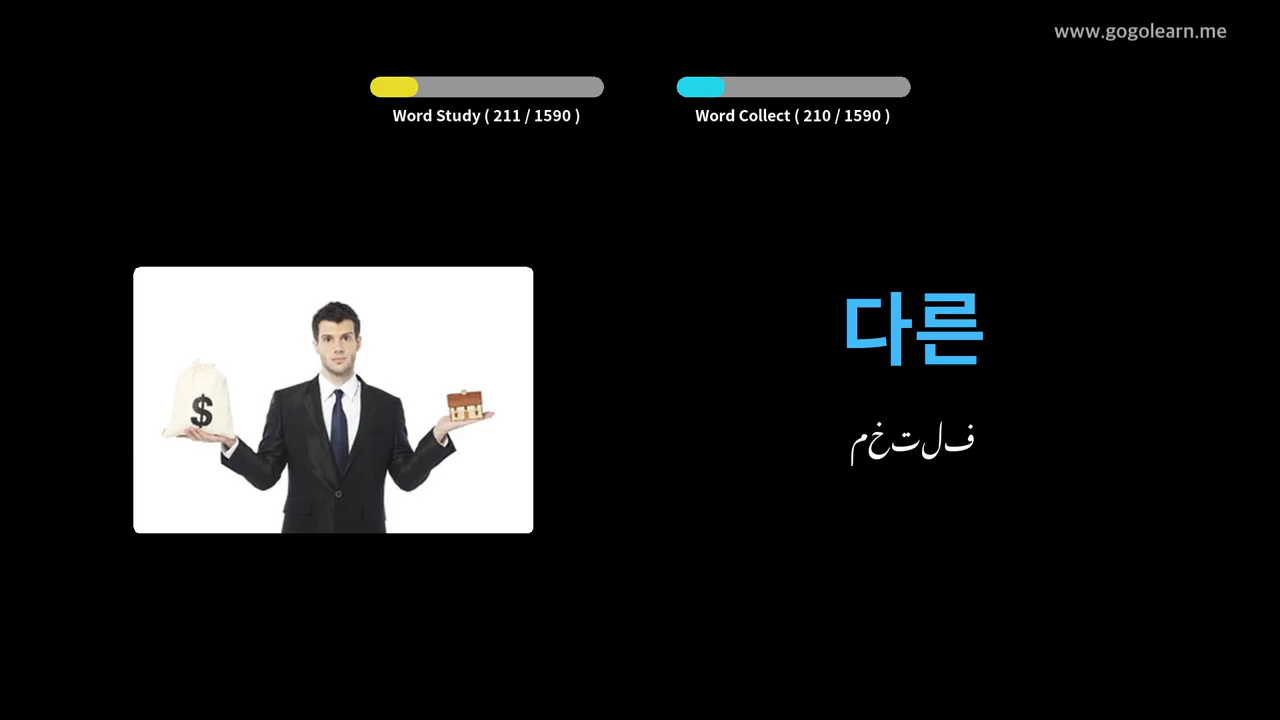 www.gogolearn.me
Word Study ( 211 / 1590 )
Word Collect ( 210 / 1590 )
$
다른
مختلف